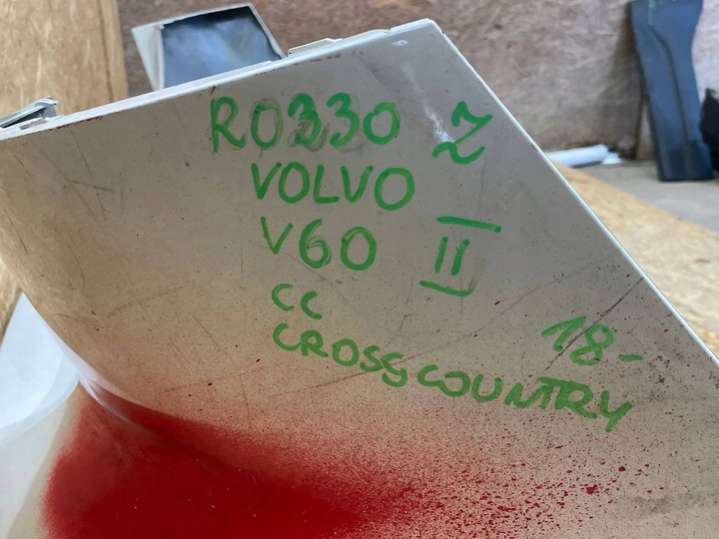 R0330 Z
VOLVO
V60 II
CC
CROSSCOUNTRY
18-